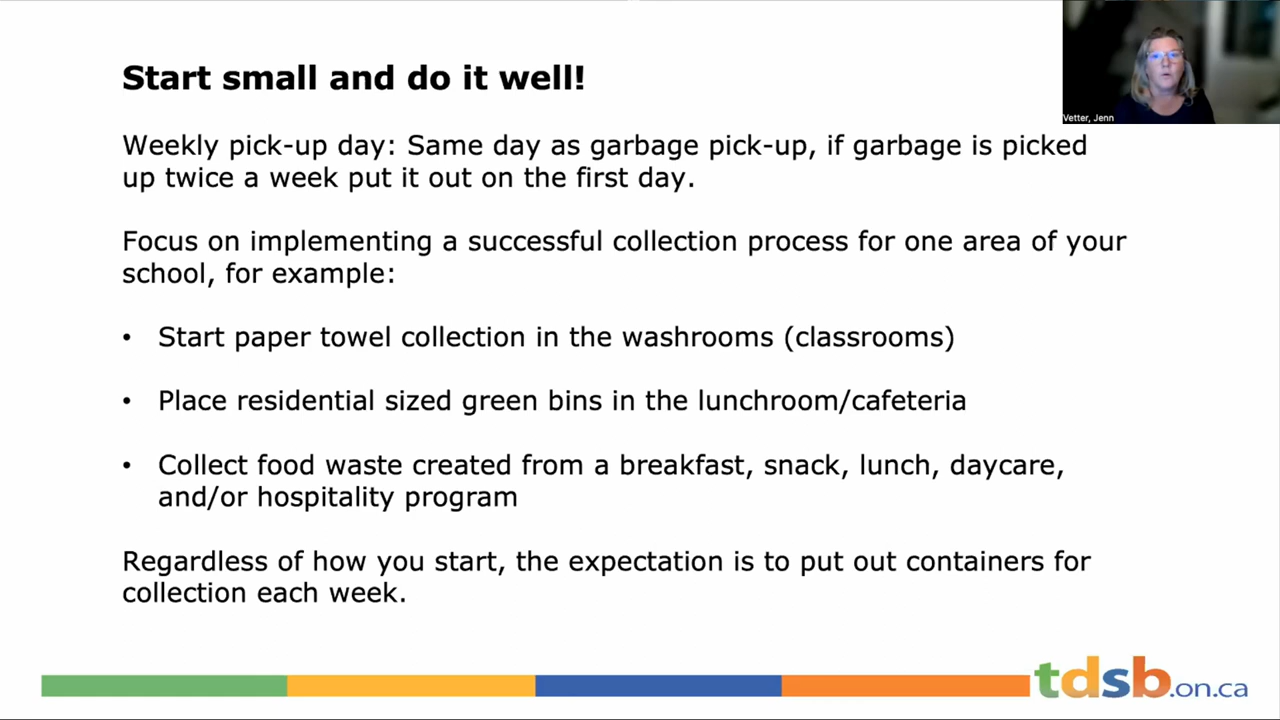 Start small and do it well!
Vetter, Jenn
Weekly pick-up day: Same day as garbage pick-up, if garbage is picked
up twice a week put it out on the first day.
Focus on implementing a successful collection process for one area of your
school, for example:
• Start paper towel collection in the washrooms (classrooms)
• Place residential sized green bins in the lunchroom/cafeteria
• Collect food waste created from a breakfast, snack, lunch, daycare,
and/or hospitality program
Regardless of how you start, the expectation is to put out containers for
collection each week.
tdsb.on.ca